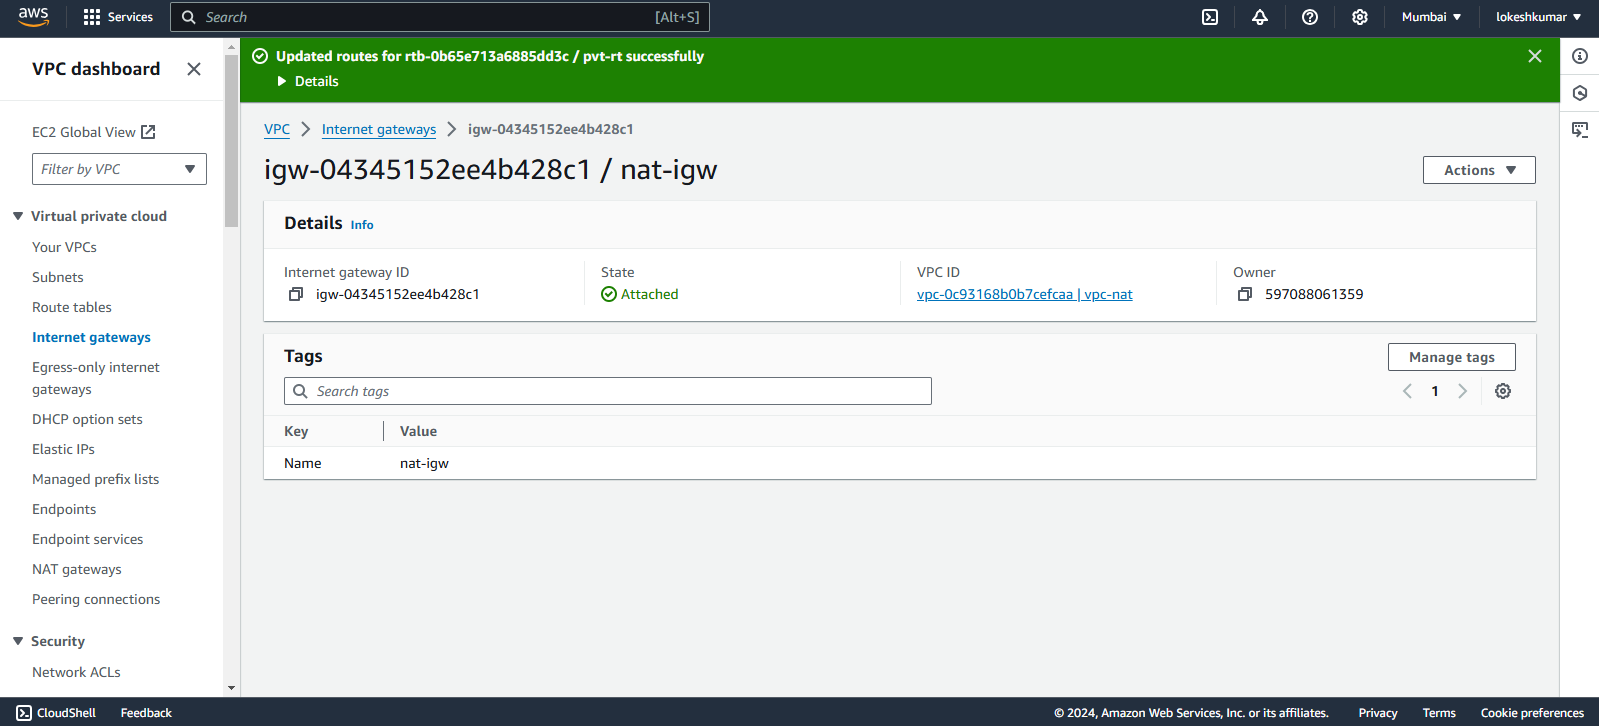 aws
Services
Search
[Alt+S]
Mumbai
lokeshkumar
VPC dashboard
EC2 Global View
Filter by VPC
Virtual private cloud
Your VPCs
Subnets
Route tables
Internet gateways
Egress-only internet
gateways
DHCP option sets
Elastic IPs
Managed prefix lists
Endpoints
Endpoint services
NAT gateways
Peering connections
Security
Network ACLs
Updated routes for rtb-0b65e713a6885dd3c / pvt-rt successfully
Details
VPC > Internet gateways > igw-04345152ee4b428c1
igw-04345152ee4b428c1 / nat-igw
Actions
Details Info
Internet gateway ID
igw-04345152ee4b428c1
State
Attached
VPC ID
vpc-0c93168b0b7cefcaa | vpc-nat
Owner
597088061359
Tags
Manage tags
Search tags
1
Key Value
Name nat-igw
CloudShell
Feedback
© 2024, Amazon Web Services, Inc. or its affiliates.
Privacy
Terms
Cookie preferences